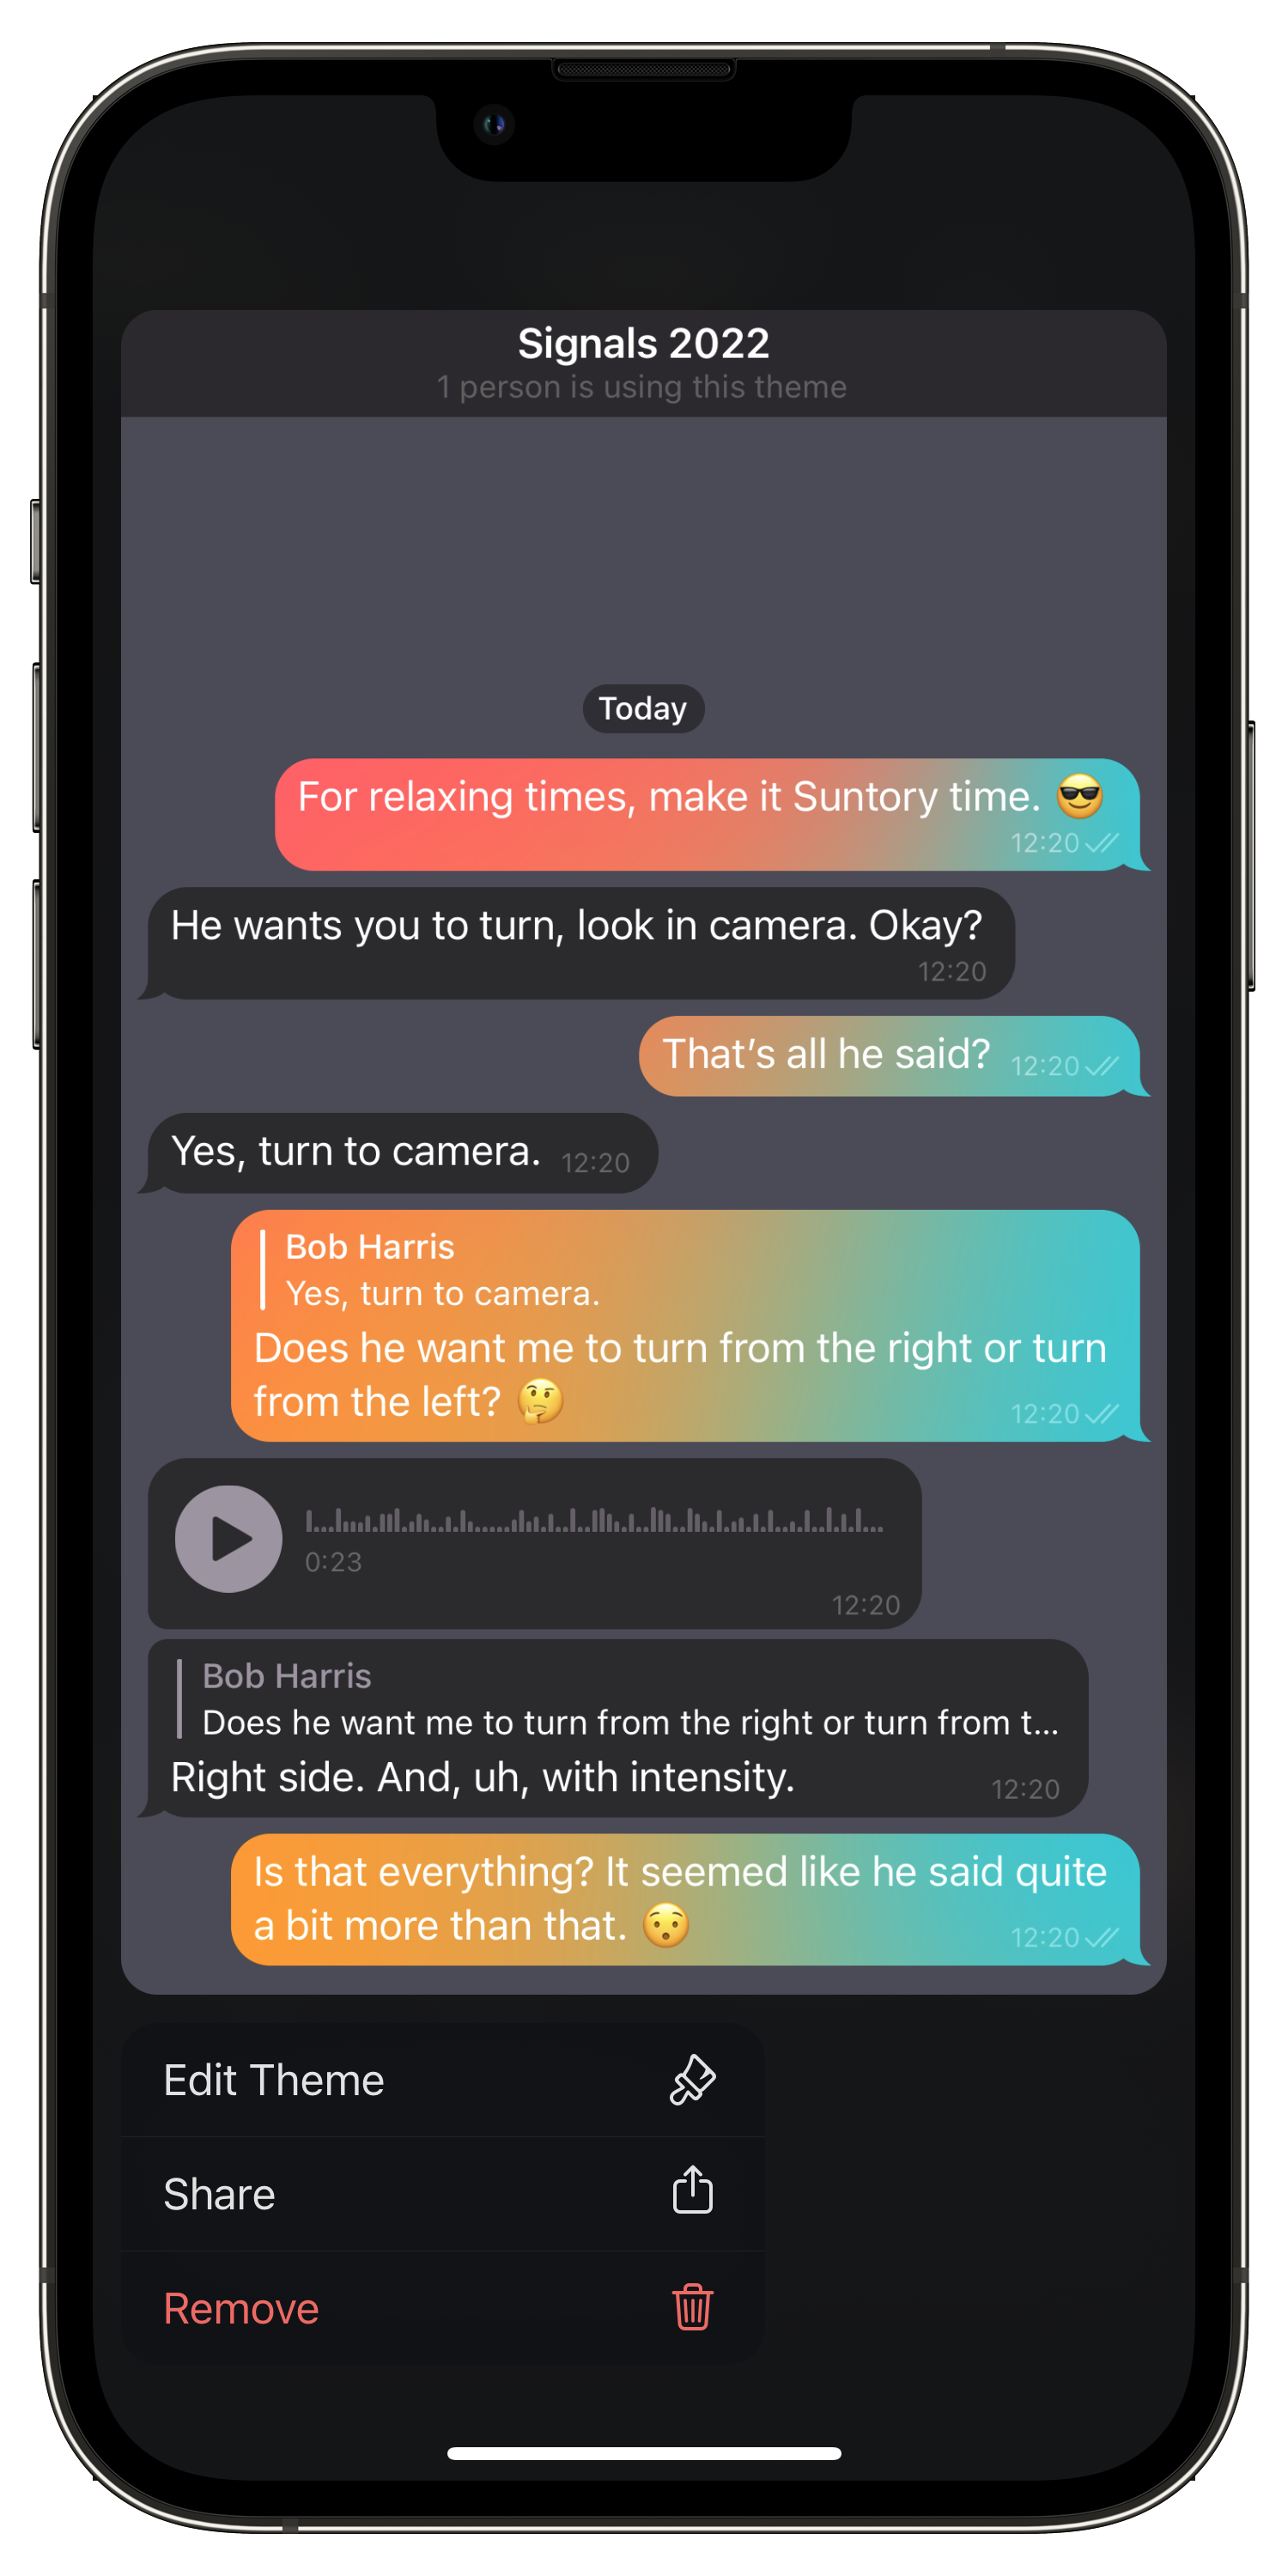 Signals 2022
1 person is using this theme
Today
For relaxing times, make it Suntory time. 😎
12:20
He wants you to turn, look in camera. Okay?
12:20
That’s all he said? 12:20
Yes, turn to camera. 12:20
Bob Harris
Yes, turn to camera.
Does he want me to turn from the right or turn
from the left? 🤔 12:20
0:23
12:20
Bob Harris
Does he want me to turn from the right or turn from t...
Right side. And, uh, with intensity. 12:20
Is that everything? It seemed like he said quite
a bit more than that. 😯 12:20
Edit Theme
Share
Remove